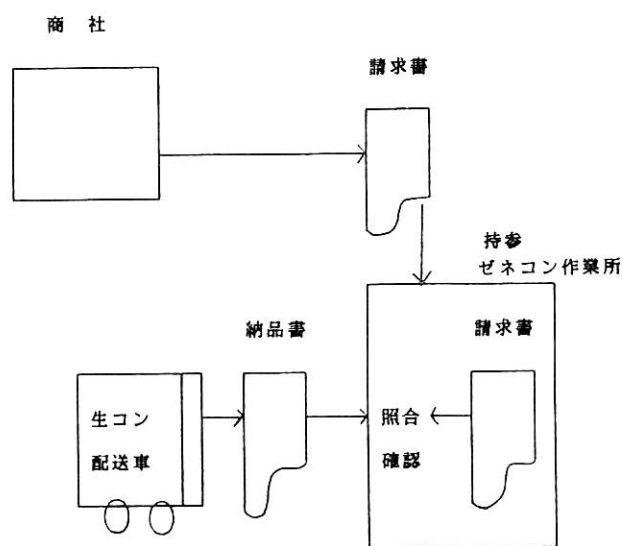 商 社
請求書
持参
ゼネコン作業所
納品書
請求書
生コン
配送車
照合
確認